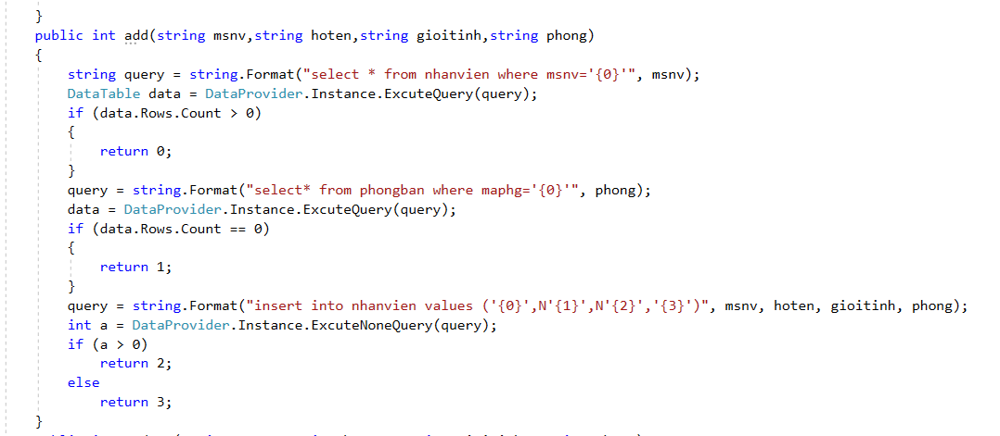 }
public int add(string msnv,string hoten,string gioitinh,string phong)
{
string query = string.Format("select * from nhanvien where msnv='{0}'", msnv);
DataTable data = DataProvider.Instance.ExcuteQuery(query);
if (data.Rows.Count > 0)
{
return 0;
}
query = string.Format("select* from phongban where maphg='{0}'", phong);
data = DataProvider.Instance.ExcuteQuery(query);
if (data.Rows.Count == 0)
{
return 1;
}
query = string.Format("insert into nhanvien values ('{0}',N'{1}',N'{2}','{3}')", msnv, hoten, gioitinh, phong);
int a = DataProvider.Instance.ExcuteNoneQuery(query);
if (a > 0)
return 2;
else
return 3;
}